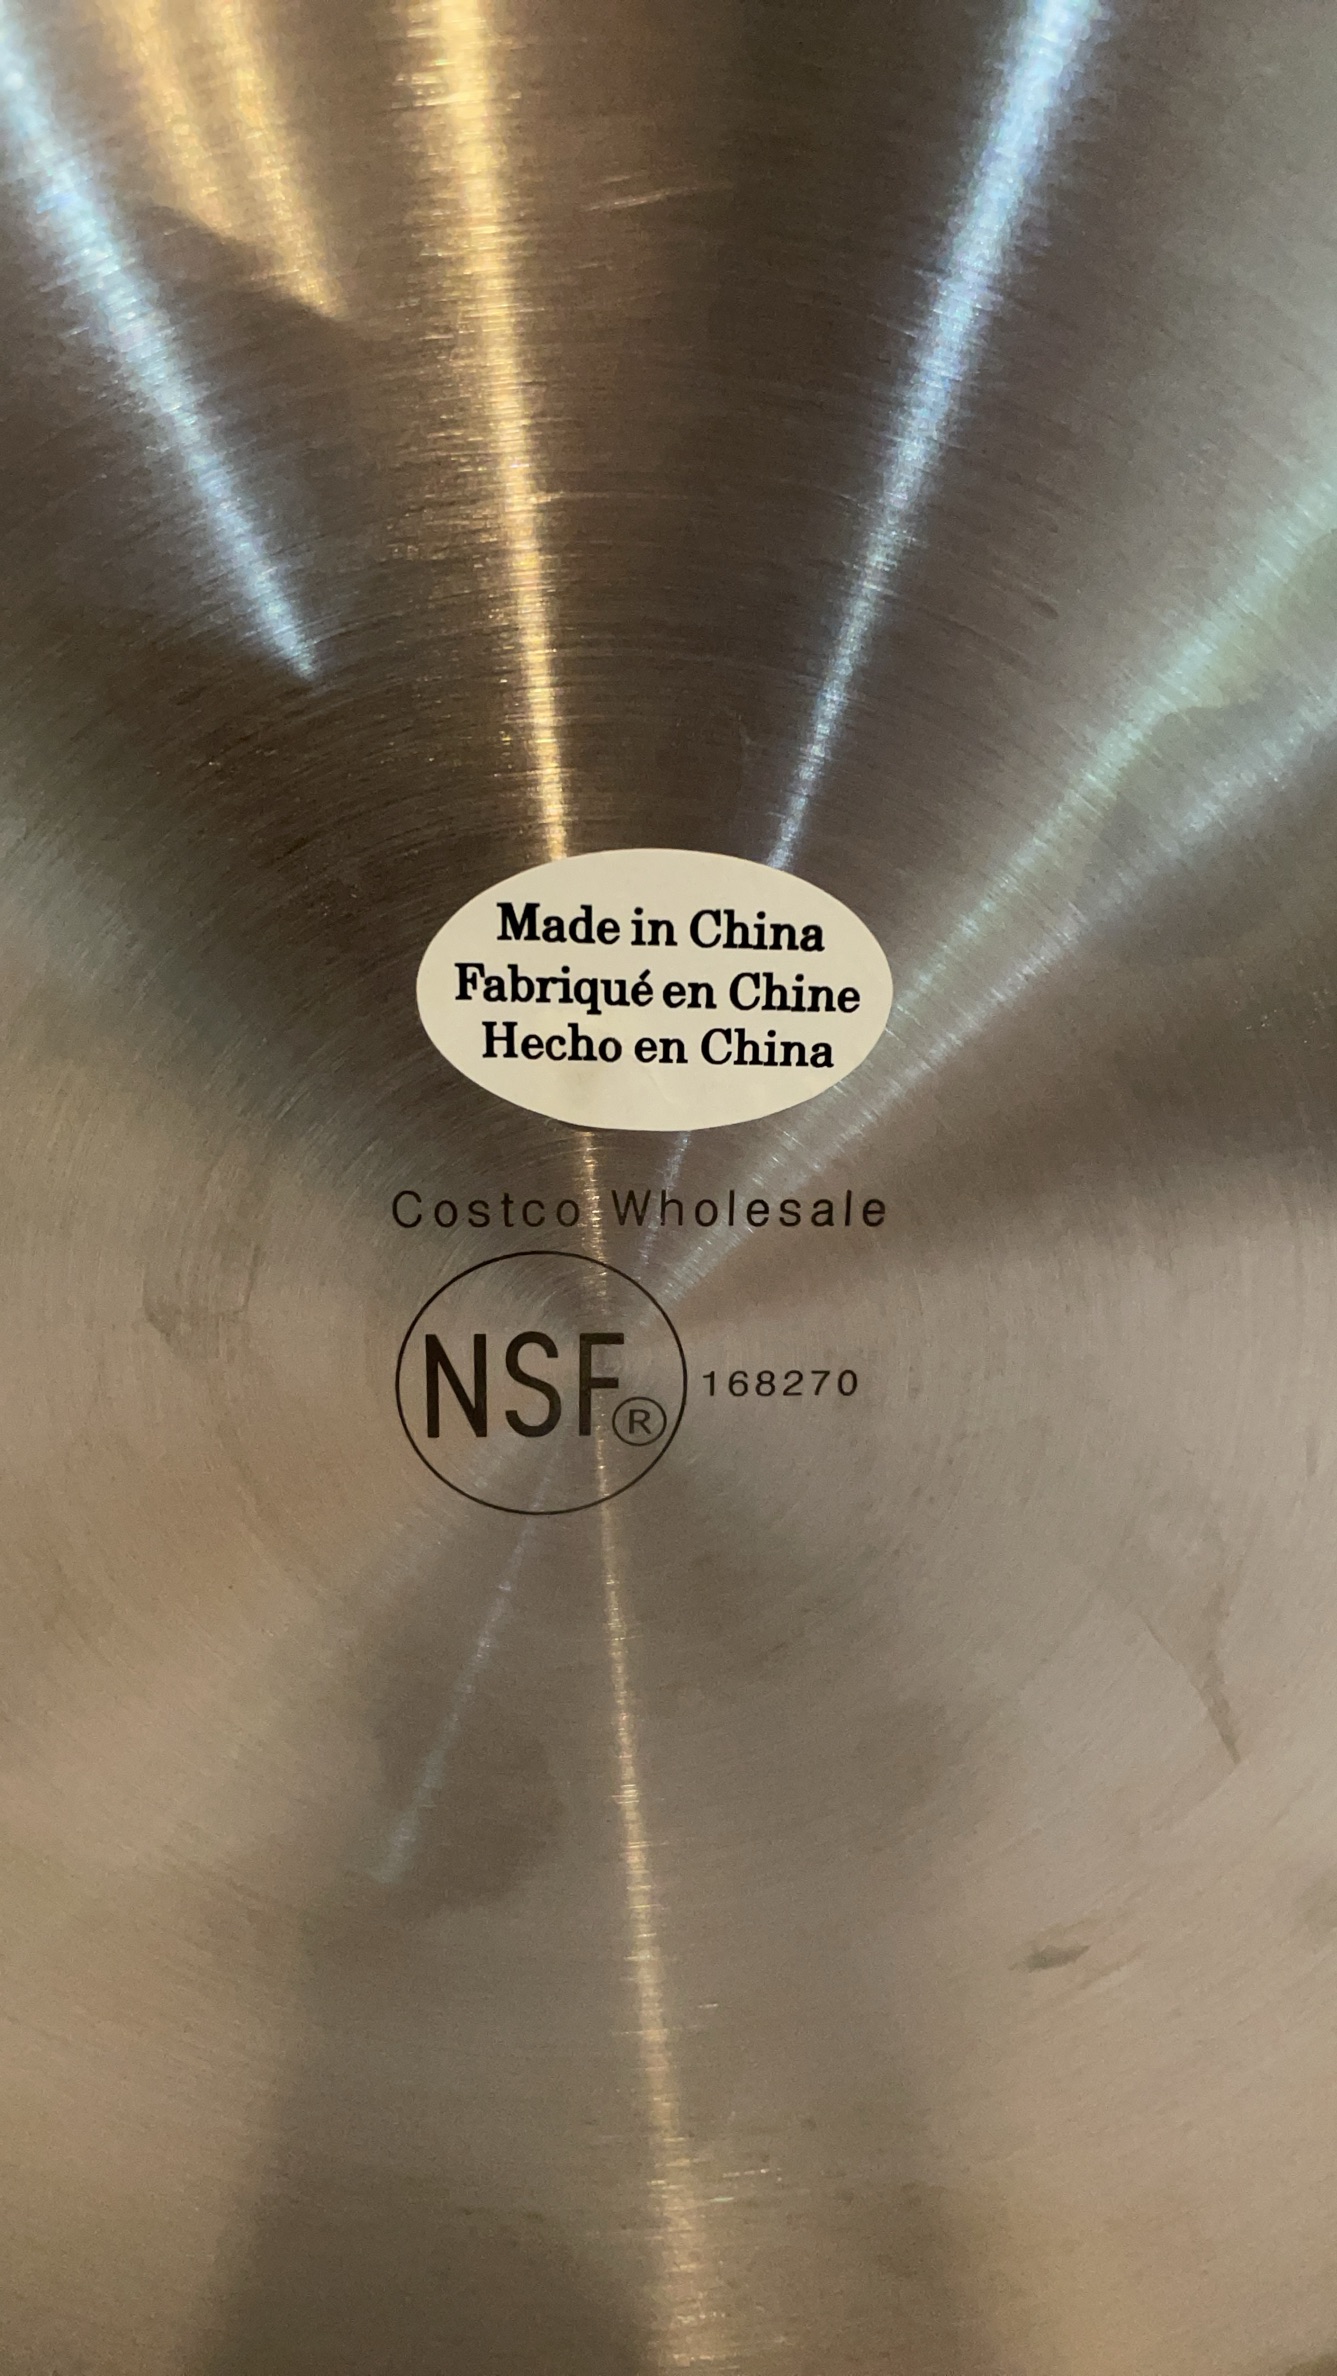 Made in China
Fabriqué en Chine
Hecho en China
Costco Wholesale
NSF® 168270